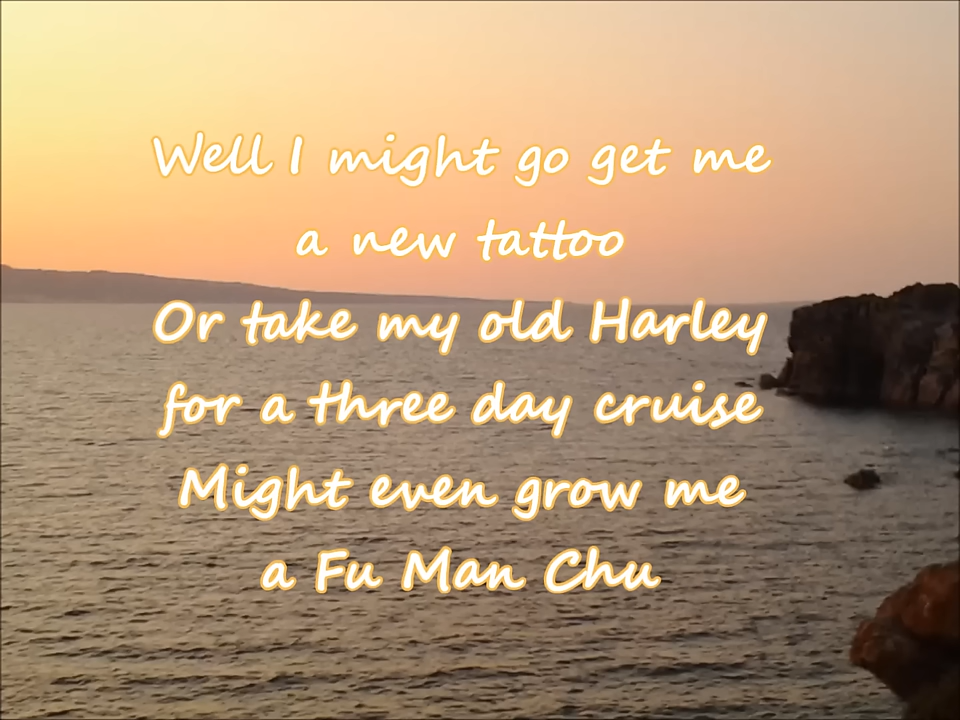 Well I might go get me
a new tattoo
Or take my old Harley
for a three day cruise
Might even grow me
a Fu Man Chu